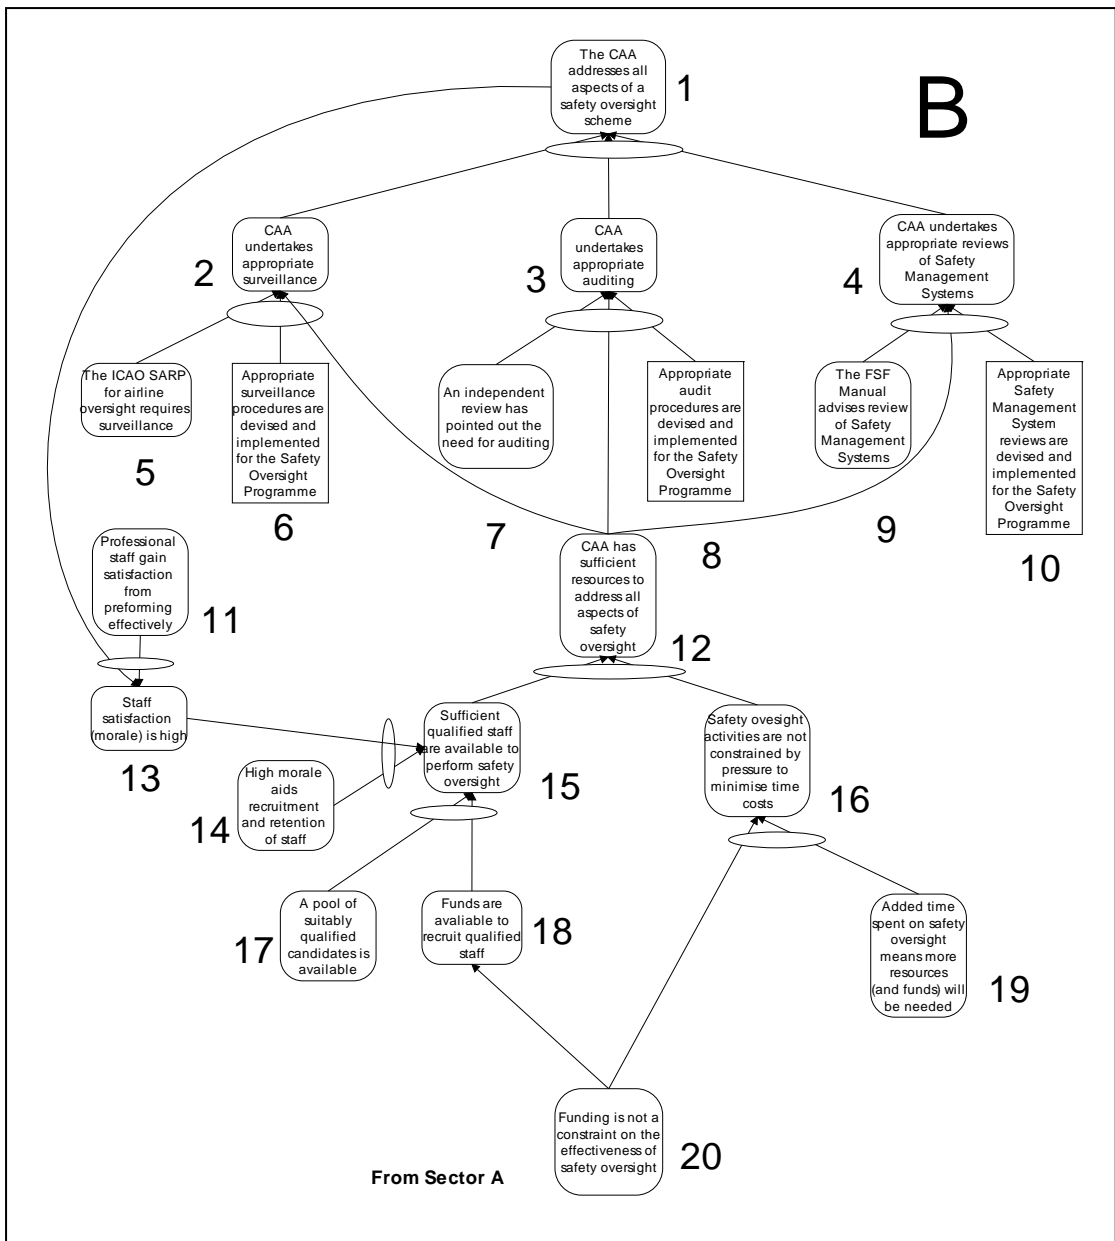 The CAA
addresses all
aspects of a
safety oversight
scheme
1
B
CAA
undertakes
appropriate
surveillance
2
CAA
undertakes
appropriate
auditing
3
CAA undertakes
appropriate reviews
of Safety
Management
Systems
4
The ICAO SARP
for airline
oversight requires
surveillance
5
Appropriate
surveillance
procedures are
devised and
implemented
for the Safety
Oversight
Programme
6
An independent
review has
pointed out the
need for auditing
7
Appropriate
audit
procedures are
devised and
implemented
for the Safety
Oversight
Programme
8
The FSF
Manual
advises review
of Safety
Management
Systems
9
Appropriate
Safety
Management
System
reviews are
devised and
implemented
for the Safety
Oversight
Programme
10
Professional
staff gain
satisfaction
from
preforming
effectively
11
CAA has
sufficient
resources to
address all
aspects of
safety
oversight
12
Staff
satisfaction
(morale) is high
13
High morale
aids
recruitment
and retention
of staff
14
Sufficient
qualified staff
are available to
perform safety
oversight
15
Safety ovesight
activities are not
constrained by
pressure to
minimise time
costs
16
A pool of
suitably
qualified
candidates is
available
17
Funds are
avaliable to
recruit qualified
staff
18
Added time
spent on safety
oversight
means more
resources
(and funds) will
be needed
19
Funding is not a
constraint on the
effectiveness of
safety oversight
20
From Sector A